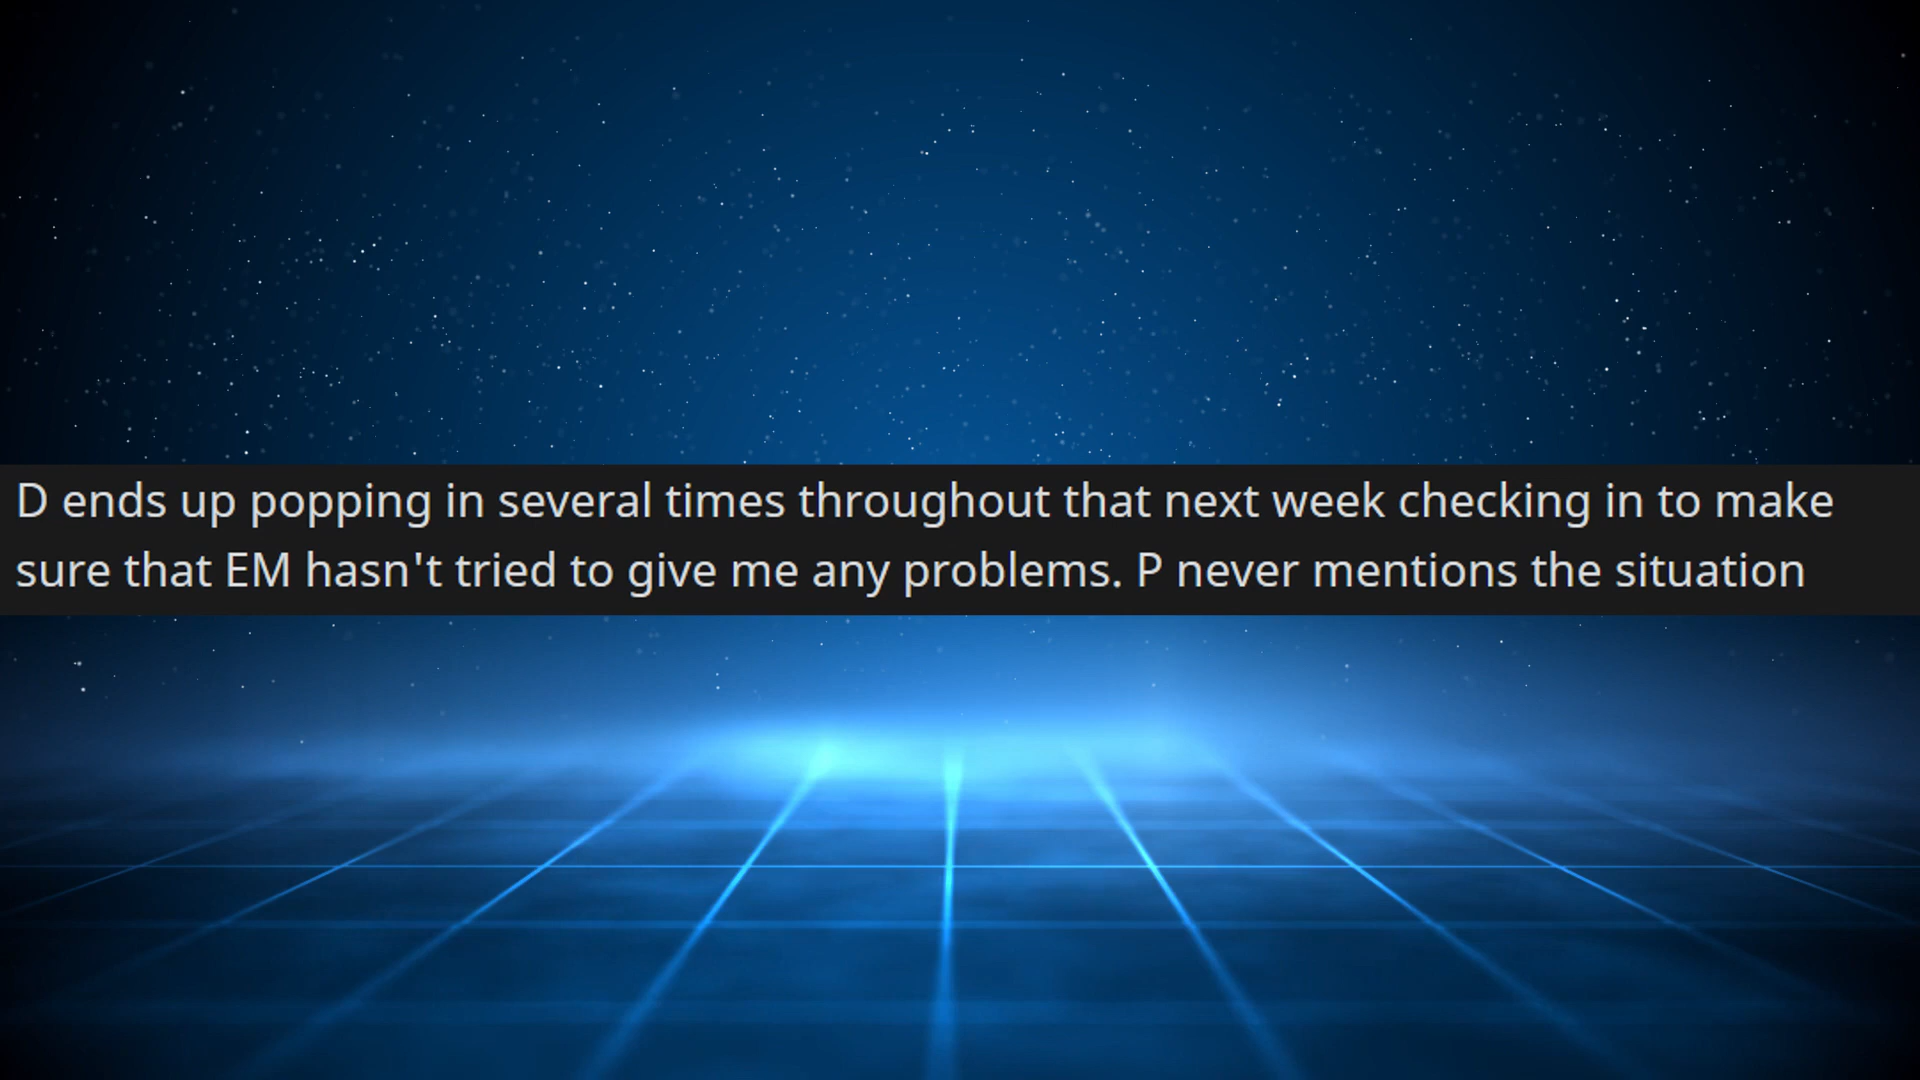 D ends up popping in several times throughout that next week checking in to make
sure that EM hasn't tried to give me any problems. P never mentions the situation